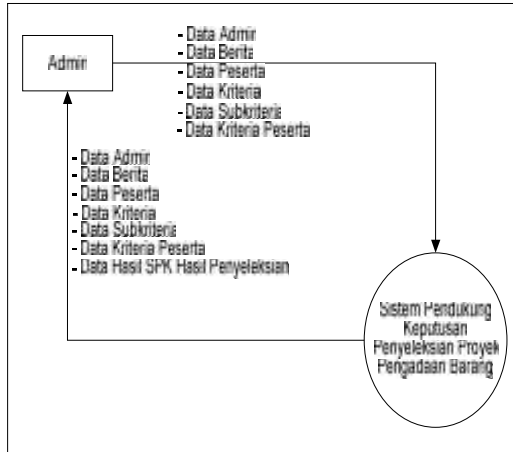 Admin
- Data Admin
- Data Berita
- Data Peserta
- Data Kriteria
- Data Subkriteria
- Data Kriteria Peserta
- Data Admin
- Data Berita
- Data Peserta
- Data Kriteria
- Data Subkriteria
- Data Kriteria Peserta
- Data Hasil SPK Hasil Penyeleksian
Sistem Pendukung
Keputusan
Penyeleksian Proyek
Pengadaan Barang